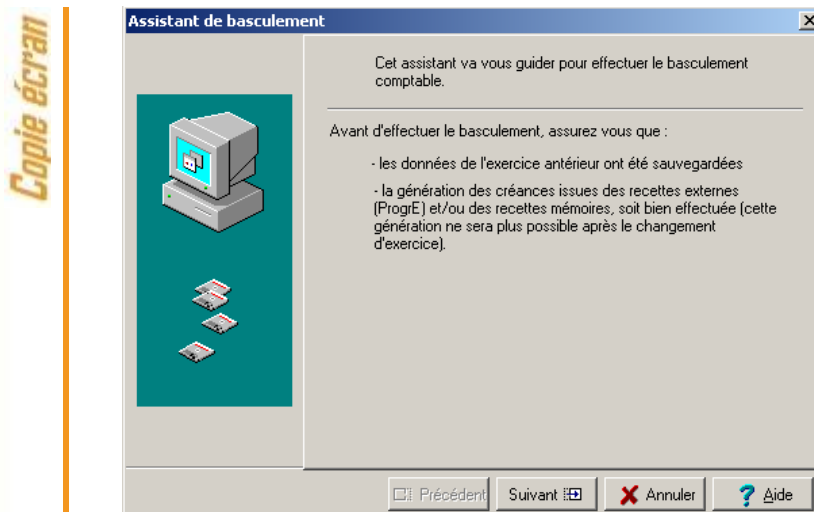 Copie écran
Assistant de basculement
Cet assistant va vous guider pour effectuer le basculement
comptable.
Avant d'effectuer le basculement, assurez vous que :
- les données de l'exercice antérieur ont été sauvegardées
- la génération des créances issues des recettes externes
(ProgrE) et/ou des recettes mémoires, soit bien effectuée (cette
génération ne sera plus possible après le changement
d'exercice).
Précédent Suivant Annuler Aide